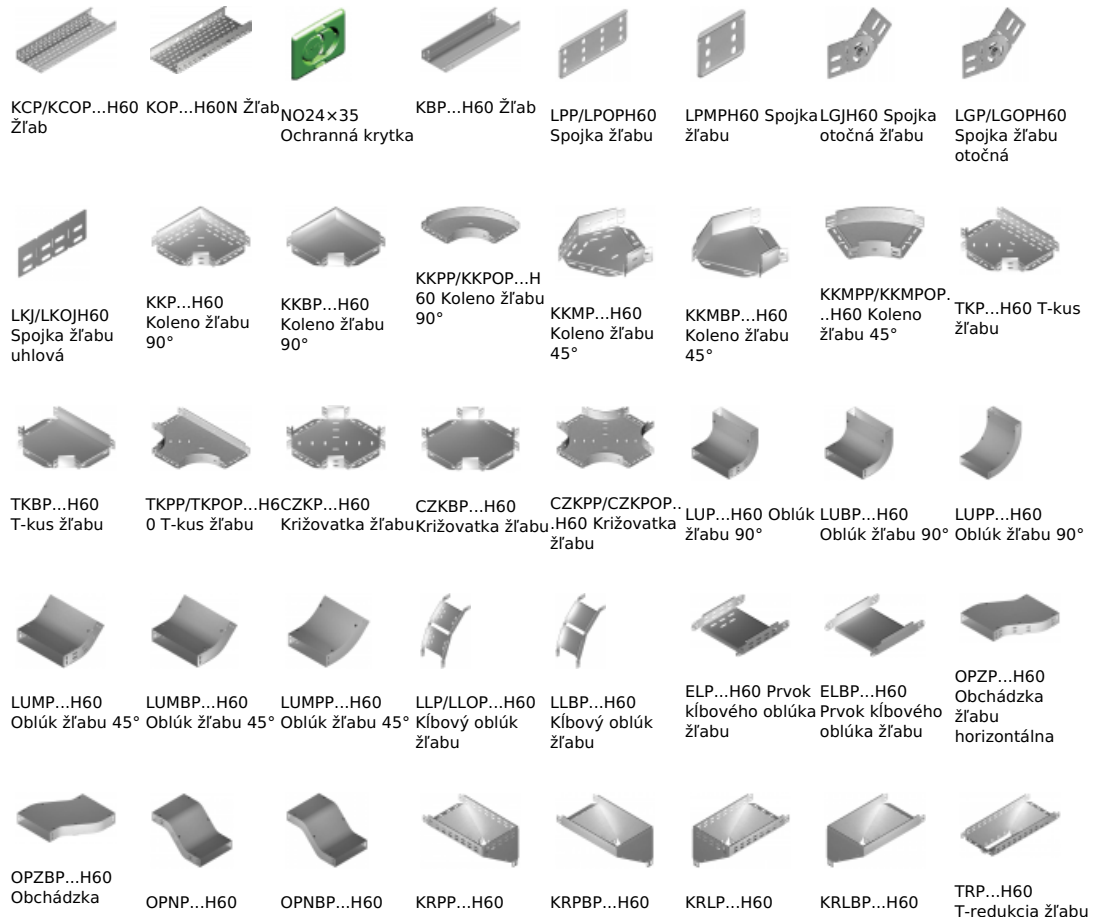 KCP/KCOP...H60
Žľab
KOP...H60N Žľab
NO24×35
Ochranná krytka
KBP...H60 Žľab
LPP/LPOPH60
Spojka žľabu
LPMPH60 Spojka
žľabu
LGJH60 Spojka
otočná žľabu
LGP/LGOPH60
Spojka žľabu
otočná
LKJ/LKOJH60
Spojka žľabu
uhlová
KKP...H60
Koleno žľabu
90°
KKBP...H60
Koleno žľabu
90°
KKPP/KKPOP...H
60 Koleno žľabu
90°
KKMP...H60
Koleno žľabu
45°
KKMBP...H60
Koleno žľabu
45°
KKMPP/KKMPOP.
..H60 Koleno
žľabu 45°
TKP...H60 T-kus
žľabu
TKBP...H60
T-kus žľabu
TKPP/TKPOP...H6
0 T-kus žľabu
CZKP...H60
Križovatka žľabu
CZKBP...H60
Križovatka žľabu
CZKPP/CZKPOP..
.H60 Križovatka
žľabu
LUP...H60 Oblúk
žľabu 90°
LUBP...H60
Oblúk žľabu 90°
LUPP...H60
Oblúk žľabu 90°
LUMP...H60
Oblúk žľabu 45°
LUMBP...H60
Oblúk žľabu 45°
LUMPP...H60
Oblúk žľabu 45°
LLP/LLOP...H60
Kĺbový oblúk
žľabu
LLBP...H60
Kĺbový oblúk
žľabu
ELP...H60 Prvok
kĺbového oblúka
žľabu
ELBP...H60
Prvok kĺbového
oblúka žľabu
OPZP...H60
Obchádzka
žľabu
horizontálna
OPZBP...H60
Obchádzka
OPNP...H60
OPNBP...H60
KRPP...H60
KRPBP...H60
KRLP...H60
KRLBP...H60
TRP...H60
T-redukcia žľabu